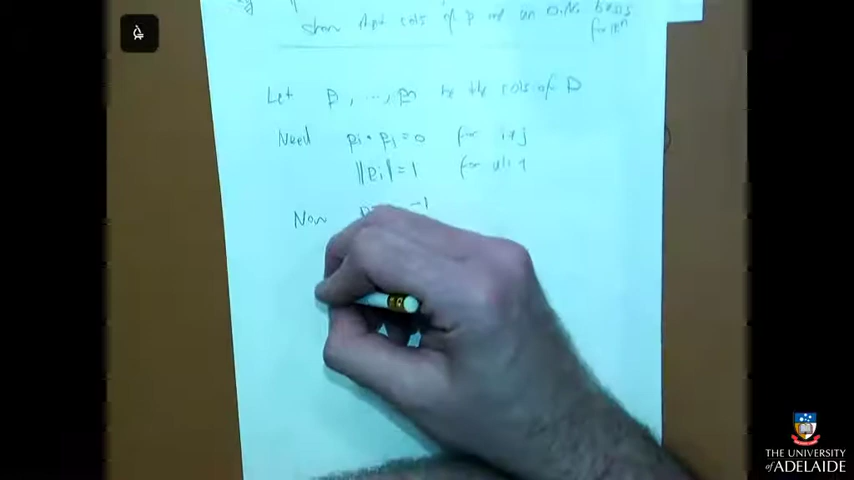 show that cols of P are an O.N. basis
for ℝⁿ
Let p₁, ..., pₙ be the cols of P
Need pᵢ • pⱼ = 0 for i≠j
||pᵢ|| = 1 for all i
Now -1
THE UNIVERSITY
of ADELAIDE